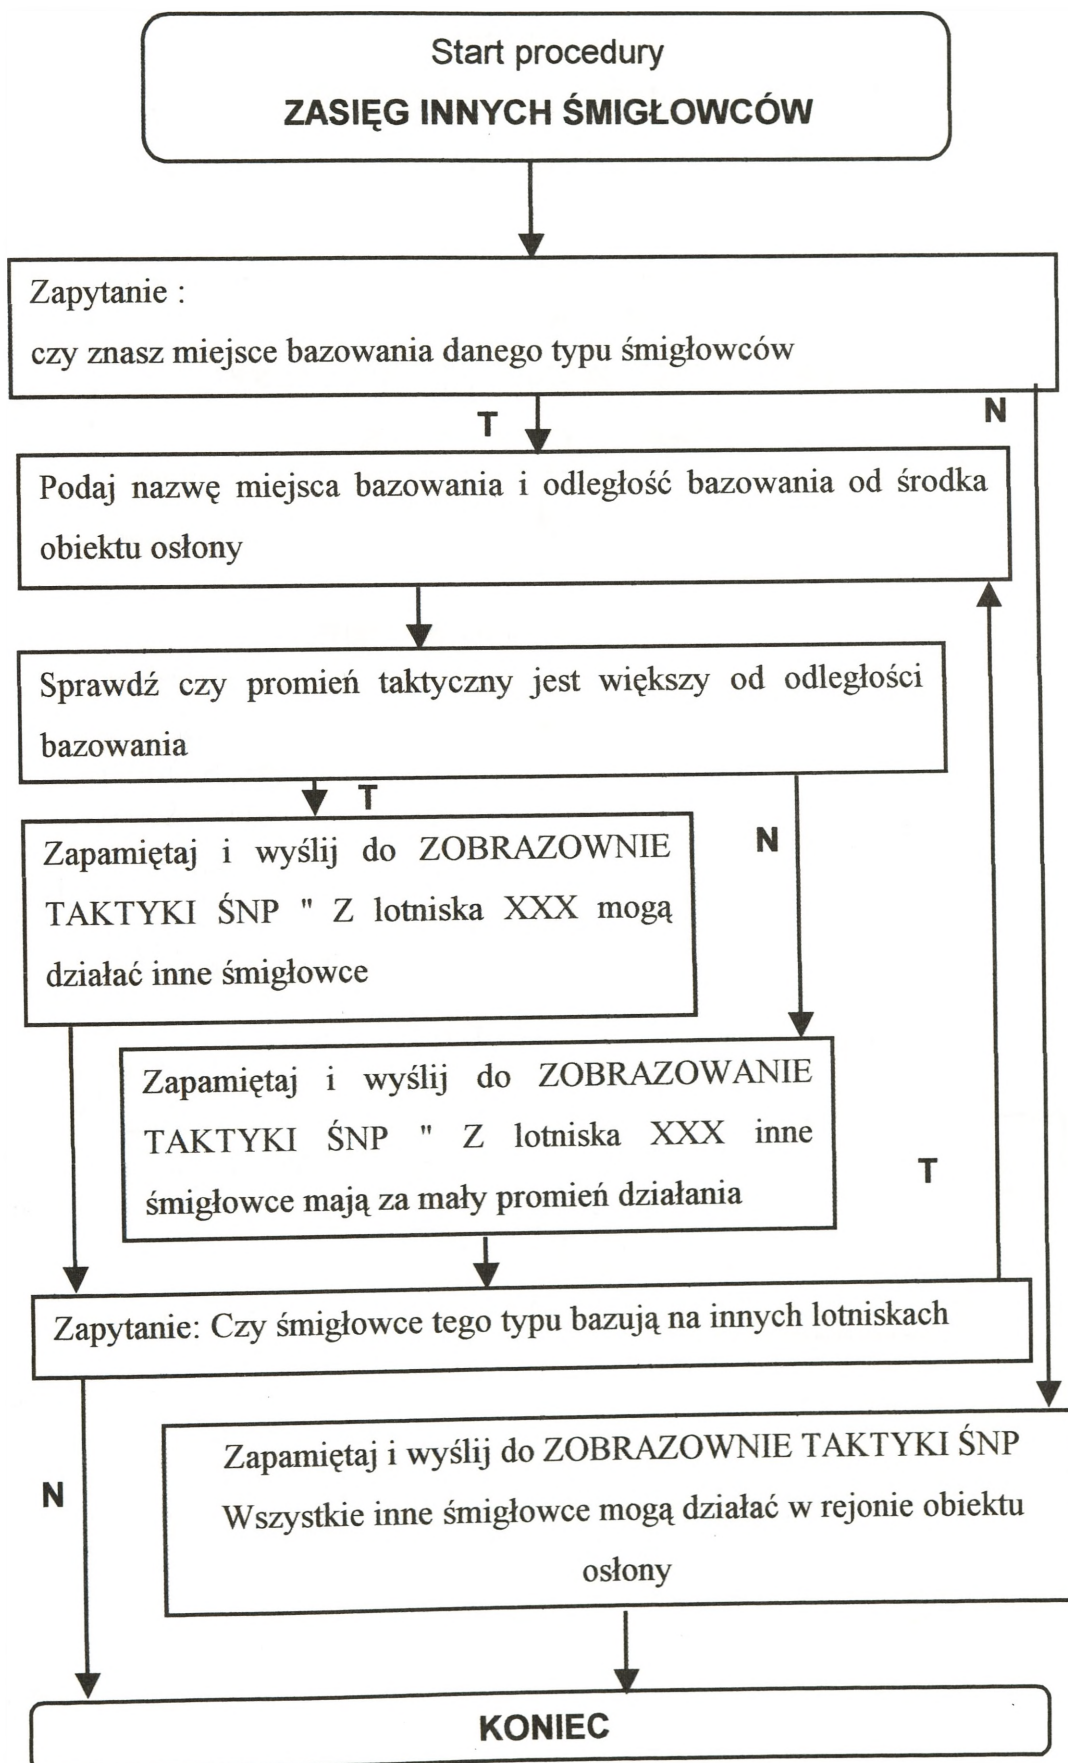 Start procedury
ZASIĘG INNYCH ŚMIGŁOWCÓW
Zapytanie :
czy znasz miejsce bazowania danego typu śmigłowców
T
N
Podaj nazwę miejsca bazowania i odległość bazowania od środka
obiektu osłony
Sprawdź czy promień taktyczny jest większy od odległości
bazowania
T
N
Zapamiętaj i wyślij do ZOBRAZOWNIE
TAKTYKI ŚNP " Z lotniska XXX mogą
działać inne śmigłowce
Zapamiętaj i wyślij do ZOBRAZOWANIE
TAKTYKI ŚNP " Z lotniska XXX inne
śmigłowce mają za mały promień działania
T
Zapytanie: Czy śmigłowce tego typu bazują na innych lotniskach
N
Zapamiętaj i wyślij do ZOBRAZOWNIE TAKTYKI ŚNP
Wszystkie inne śmigłowce mogą działać w rejonie obiektu
osłony
KONIEC